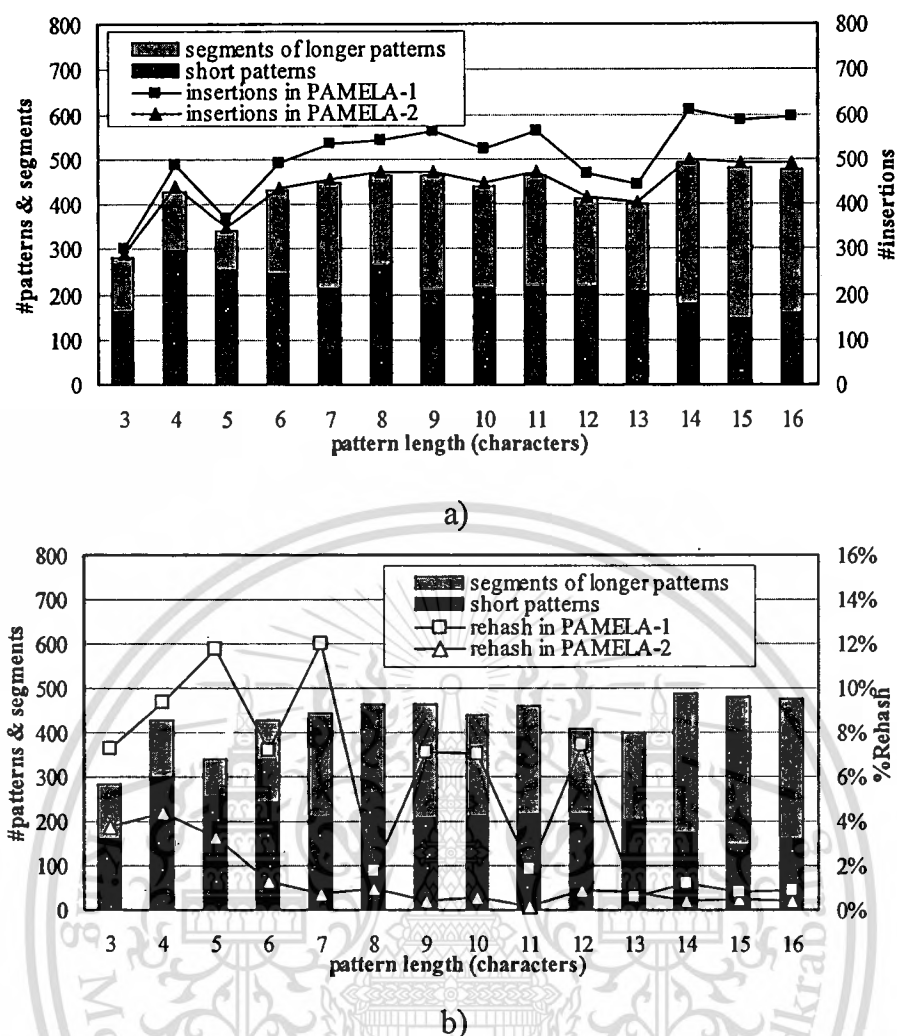 800
700
600
500
400
300
200
100
0
#patterns & segments
segments of longer patterns
short patterns
insertions in PAMELA-1
insertions in PAMELA-2
800
700
600
500
400
300
200
100
0
#insertions
3 4 5 6 7 8 9 10 11 12 13 14 15 16
pattern length (characters)
a)
800
700
600
500
400
300
200
100
0
#patterns & segments
segments of longer patterns
short patterns
rehash in PAMELA-1
rehash in PAMELA-2
16%
14%
12%
10%
8%
6%
4%
2%
0%
%Rehash
3 4 5 6 7 8 9 10 11 12 13 14 15 16
pattern length (characters)
b)